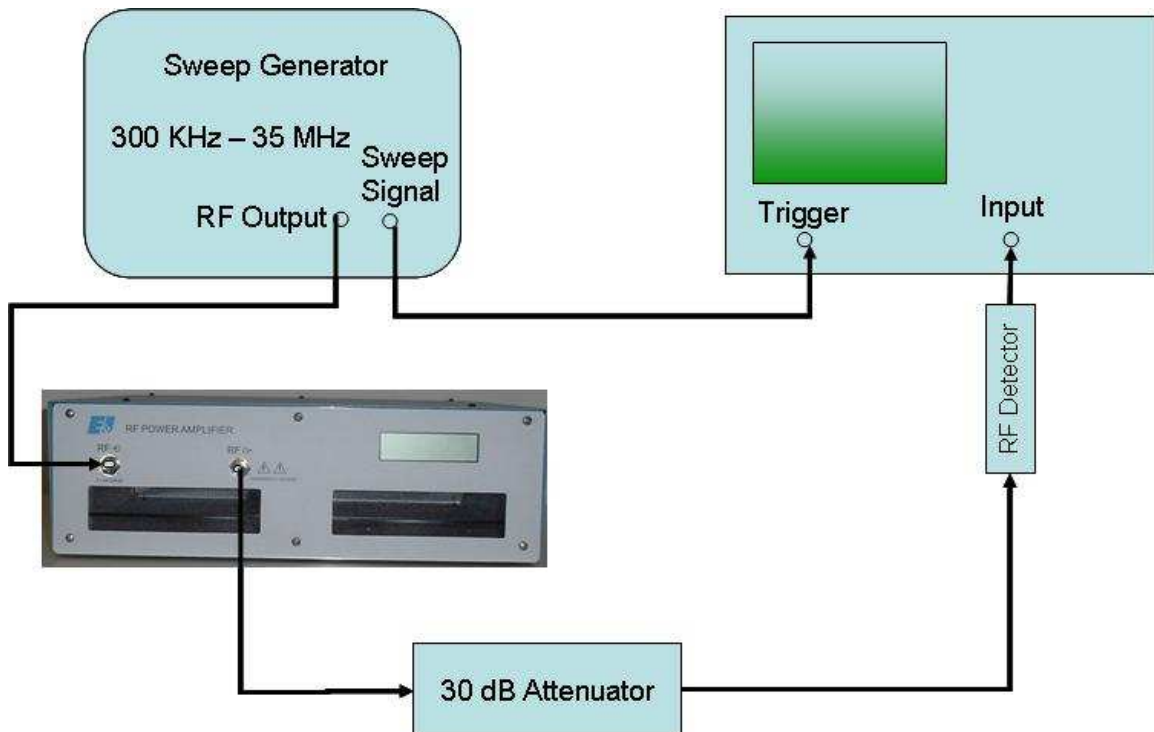 Sweep Generator
300 KHz – 35 MHz
Sweep
Signal
RF Output
Trigger
Input
RF Detector
E&I
RF POWER AMPLIFIER
30 dB Attenuator